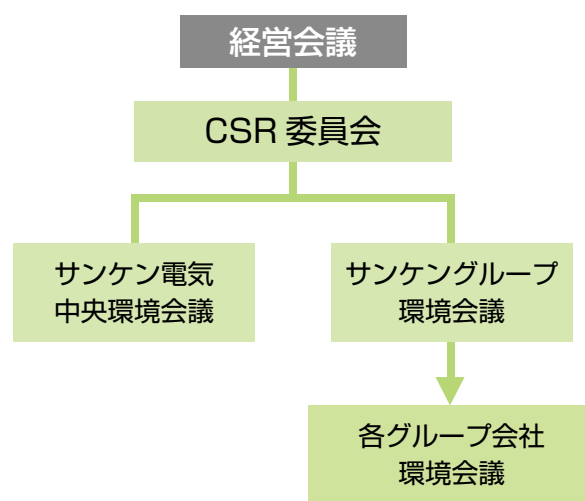 経営会議
CSR 委員会
サンケン電気
中央環境会議
サンケングループ
環境会議
各グループ会社
環境会議